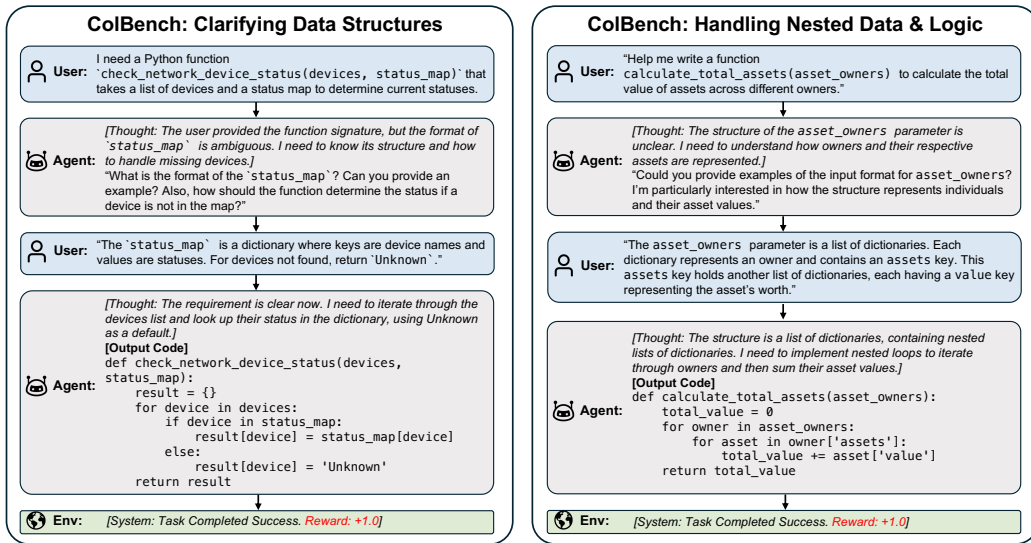 ColBench: Clarifying Data Structures
User:
I need a Python function
`check_network_device_status(devices, status_map)` that
takes a list of devices and a status map to determine current statuses.
Agent:
[Thought: The user provided the function signature, but the format of
`status_map` is ambiguous. I need to know its structure and how
to handle missing devices.]
“What is the format of the `status_map`? Can you provide an
example? Also, how should the function determine the status if a
device is not in the map?”
User:
“The `status_map` is a dictionary where keys are device names and
values are statuses. For devices not found, return `Unknown`.”
Agent:
[Thought: The requirement is clear now. I need to iterate through the
devices list and look up their status in the dictionary, using Unknown
as a default.]
[Output Code]
def check_network_device_status(devices,
status_map):
    result = {}
    for device in devices:
        if device in status_map:
            result[device] = status_map[device]
        else:
            result[device] = 'Unknown'
    return result
Env: [System: Task Completed Success. Reward: +1.0]
ColBench: Handling Nested Data & Logic
User:
“Help me write a function
calculate_total_assets(asset_owners) to calculate the total
value of assets across different owners.”
Agent:
[Thought: The structure of the asset_owners parameter is
unclear. I need to understand how owners and their respective
assets are represented.]
“Could you provide examples of the input format for asset_owners?
I’m particularly interested in how the structure represents individuals
and their asset values.”
User:
“The asset_owners parameter is a list of dictionaries. Each
dictionary represents an owner and contains an assets key. This
assets key holds another list of dictionaries, each having a value key
representing the asset’s worth.”
Agent:
[Thought: The structure is a list of dictionaries, containing nested
lists of dictionaries. I need to implement nested loops to iterate
through owners and then sum their asset values.]
[Output Code]
def calculate_total_assets(asset_owners):
    total_value = 0
    for owner in asset_owners:
        for asset in owner['assets']:
            total_value += asset['value']
    return total_value
Env: [System: Task Completed Success. Reward: +1.0]